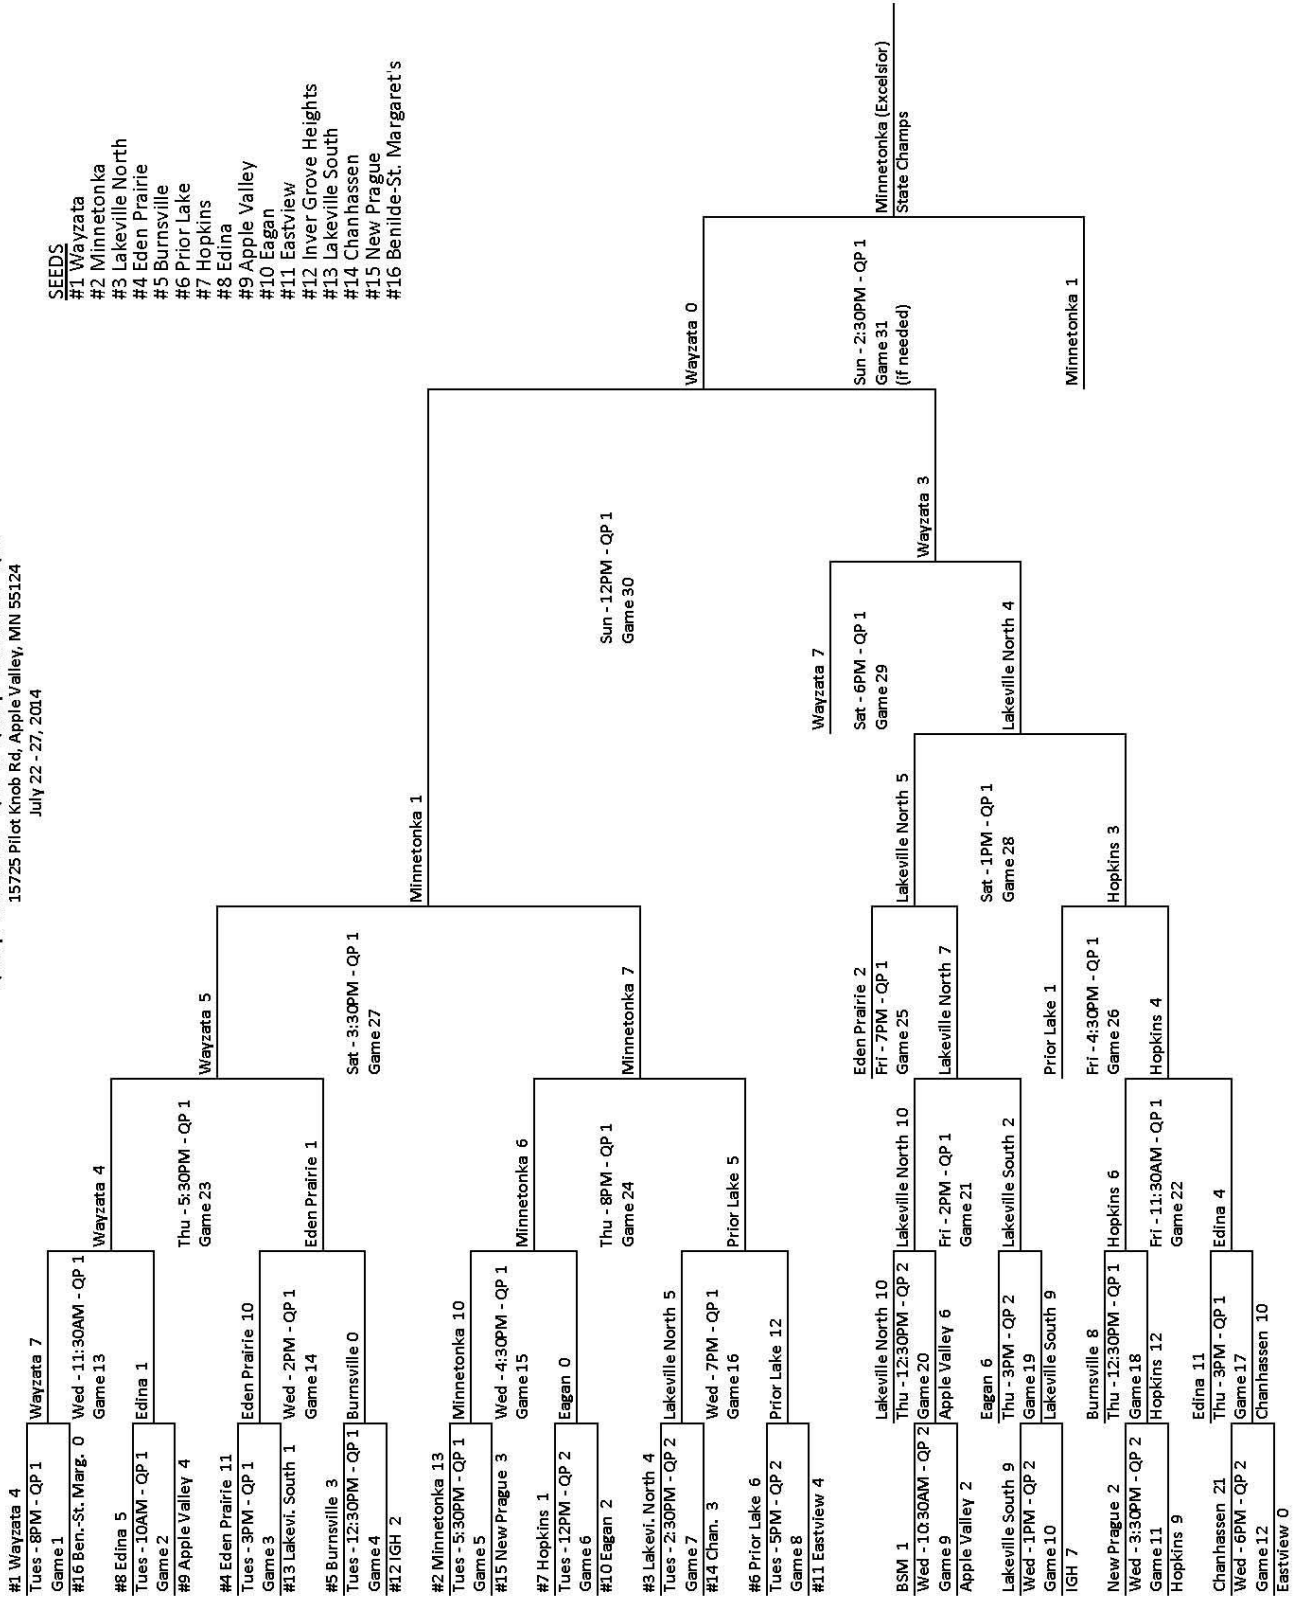 15725 Pilot Knob Rd, Apple Valley, MN 55124
July 22 - 27, 2014
SEEDS
#1 Wayzata
#2 Minnetonka
#3 Lakeville North
#4 Eden Prairie
#5 Burnsville
#6 Prior Lake
#7 Hopkins
#8 Edina
#9 Apple Valley
#10 Eagan
#11 Eastview
#12 Inver Grove Heights
#13 Lakeville South
#14 Chanhassen
#15 New Prague
#16 Benilde-St. Margaret's
#1 Wayzata 4
Tues - 8PM - QP 1
Game 1
#16 Ben.-St. Marg. 0
#8 Edina 5
Tues - 10AM - QP 1
Game 2
#9 Apple Valley 4
#4 Eden Prairie 11
Tues - 3PM - QP 1
Game 3
#13 Lakevi. South 1
#5 Burnsville 3
Tues - 12:30PM - QP 1
Game 4
#12 IGH 2
#2 Minnetonka 13
Tues - 5:30PM - QP 1
Game 5
#15 New Prague 3
#7 Hopkins 1
Tues - 12PM - QP 2
Game 6
#10 Eagan 2
#3 Lakevi. North 4
Tues - 2:30PM - QP 2
Game 7
#14 Chan. 3
#6 Prior Lake 6
Tues - 5PM - QP 2
Game 8
#11 Eastview 4
BSM 1
Wed - 10:30AM - QP 2
Game 9
Apple Valley 2
Lakeville South 9
Wed - 1PM - QP 2
Game 10
IGH 7
New Prague 2
Wed - 3:30PM - QP 2
Game 11
Hopkins 9
Chanhassen 21
Wed - 6PM - QP 2
Game 12
Eastview 0
Wayzata 7
Wed - 11:30AM - QP 1
Game 13
Edina 1
Eden Prairie 10
Wed - 2PM - QP 1
Game 14
Burnsville 0
Minnetonka 10
Wed - 4:30PM - QP 1
Game 15
Eagan 0
Lakeville North 5
Wed - 7PM - QP 1
Game 16
Prior Lake 12
Lakeville North 10
Thu - 12:30PM - QP 2
Game 20
Apple Valley 6
Eagan 6
Thu - 3PM - QP 2
Game 19
Lakeville South 9
Burnsville 8
Thu - 12:30PM - QP 1
Game 18
Hopkins 12
Edina 11
Thu - 3PM - QP 1
Game 17
Chanhassen 10
Wayzata 4
Thu - 5:30PM - QP 1
Game 23
Eden Prairie 1
Minnetonka 6
Thu - 8PM - QP 1
Game 24
Prior Lake 5
Lakeville North 10
Fri - 2PM - QP 1
Game 21
Lakeville South 2
Hopkins 6
Fri - 11:30AM - QP 1
Game 22
Edina 4
Wayzata 5
Sat - 3:30PM - QP 1
Game 27
Minnetonka 7
Eden Prairie 2
Fri - 7PM - QP 1
Game 25
Lakeville North 7
Prior Lake 1
Fri - 4:30PM - QP 1
Game 26
Hopkins 4
Minnetonka 1
Lakeville North 5
Sat - 1PM - QP 1
Game 28
Hopkins 3
Wayzata 7
Sat - 6PM - QP 1
Game 29
Lakeville North 4
Sun - 12PM - QP 1
Game 30
Wayzata 3
Wayzata 0
Sun - 2:30PM - QP 1
Game 31
(if needed)
Minnetonka 1
Minnetonka (Excelsior)
State Champs